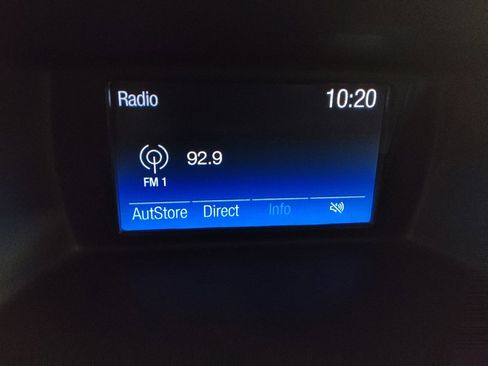 Radio 10:20
92.9
FM 1
AutStore Direct Info